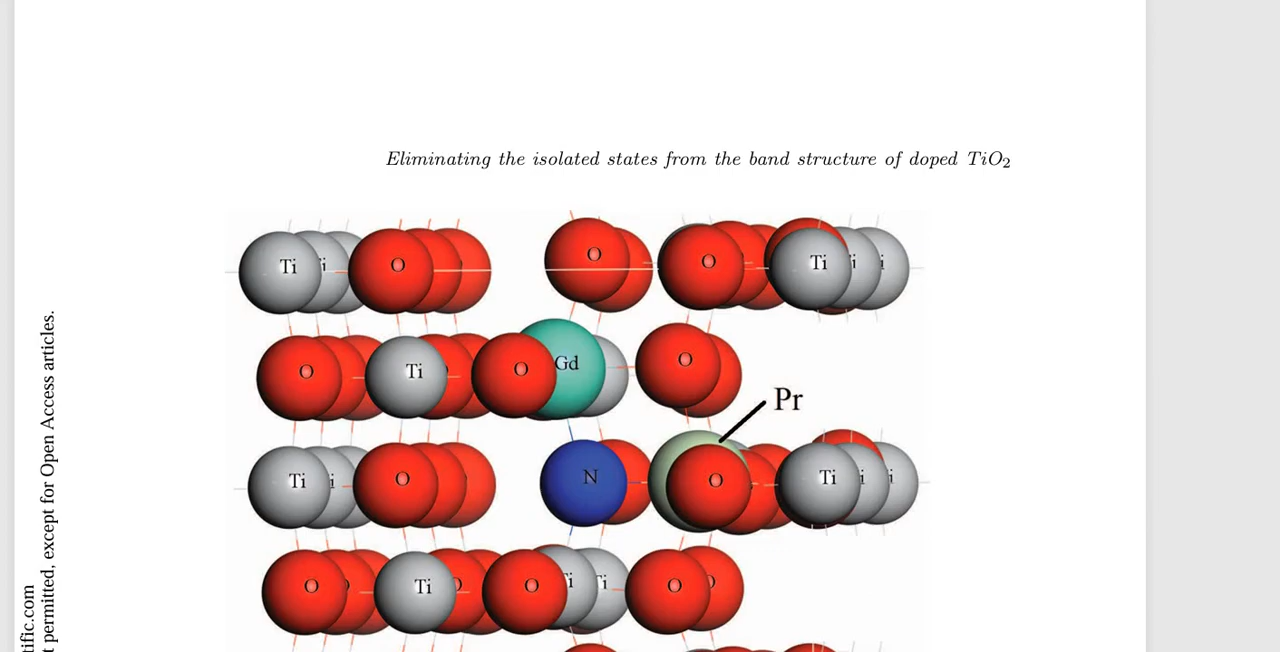 Eliminating the isolated states from the band structure of doped TiO₂
Ti i O O O Ti i i
O Ti O Gd O
Pr
Ti i O N O Ti i i
O Ti O O i i O
tific.com
t permitted, except for Open Access articles.